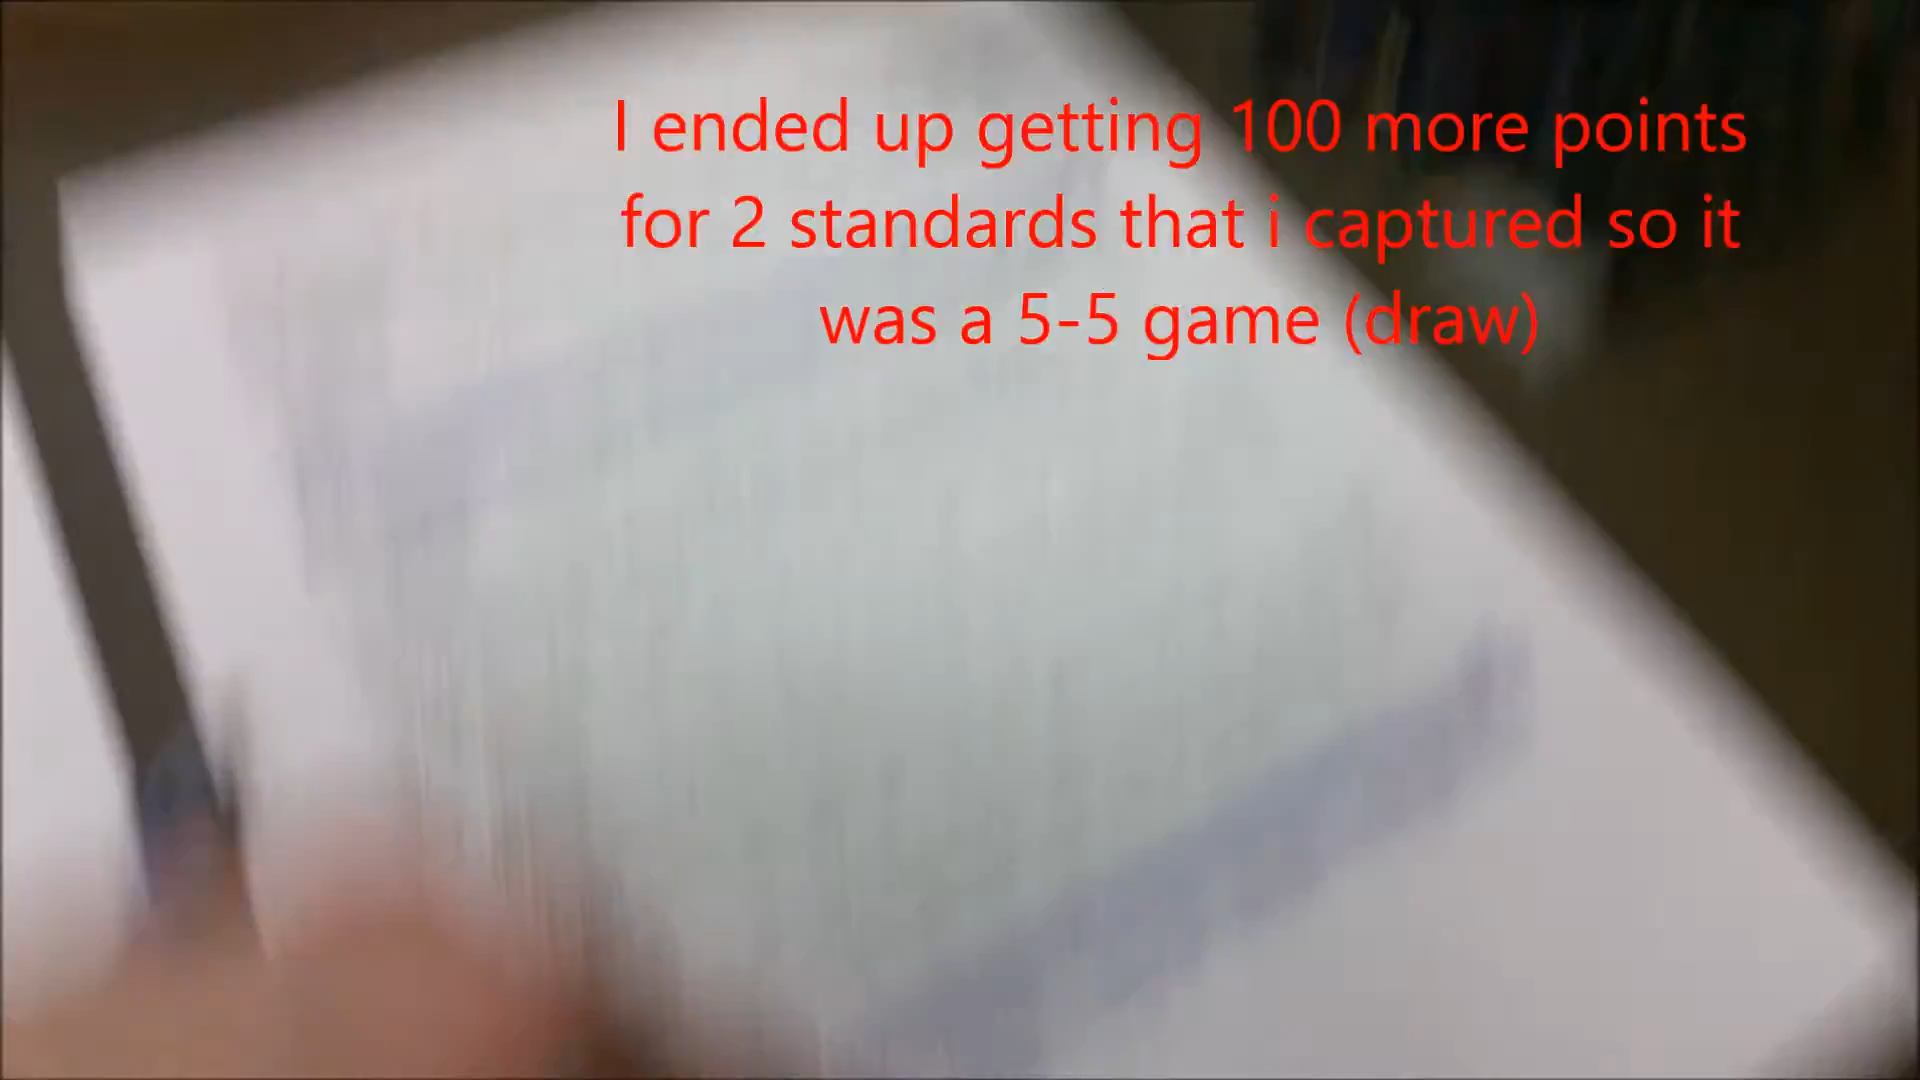 I ended up getting 100 more points
for 2 standards that i captured so it
was a 5-5 game (draw)